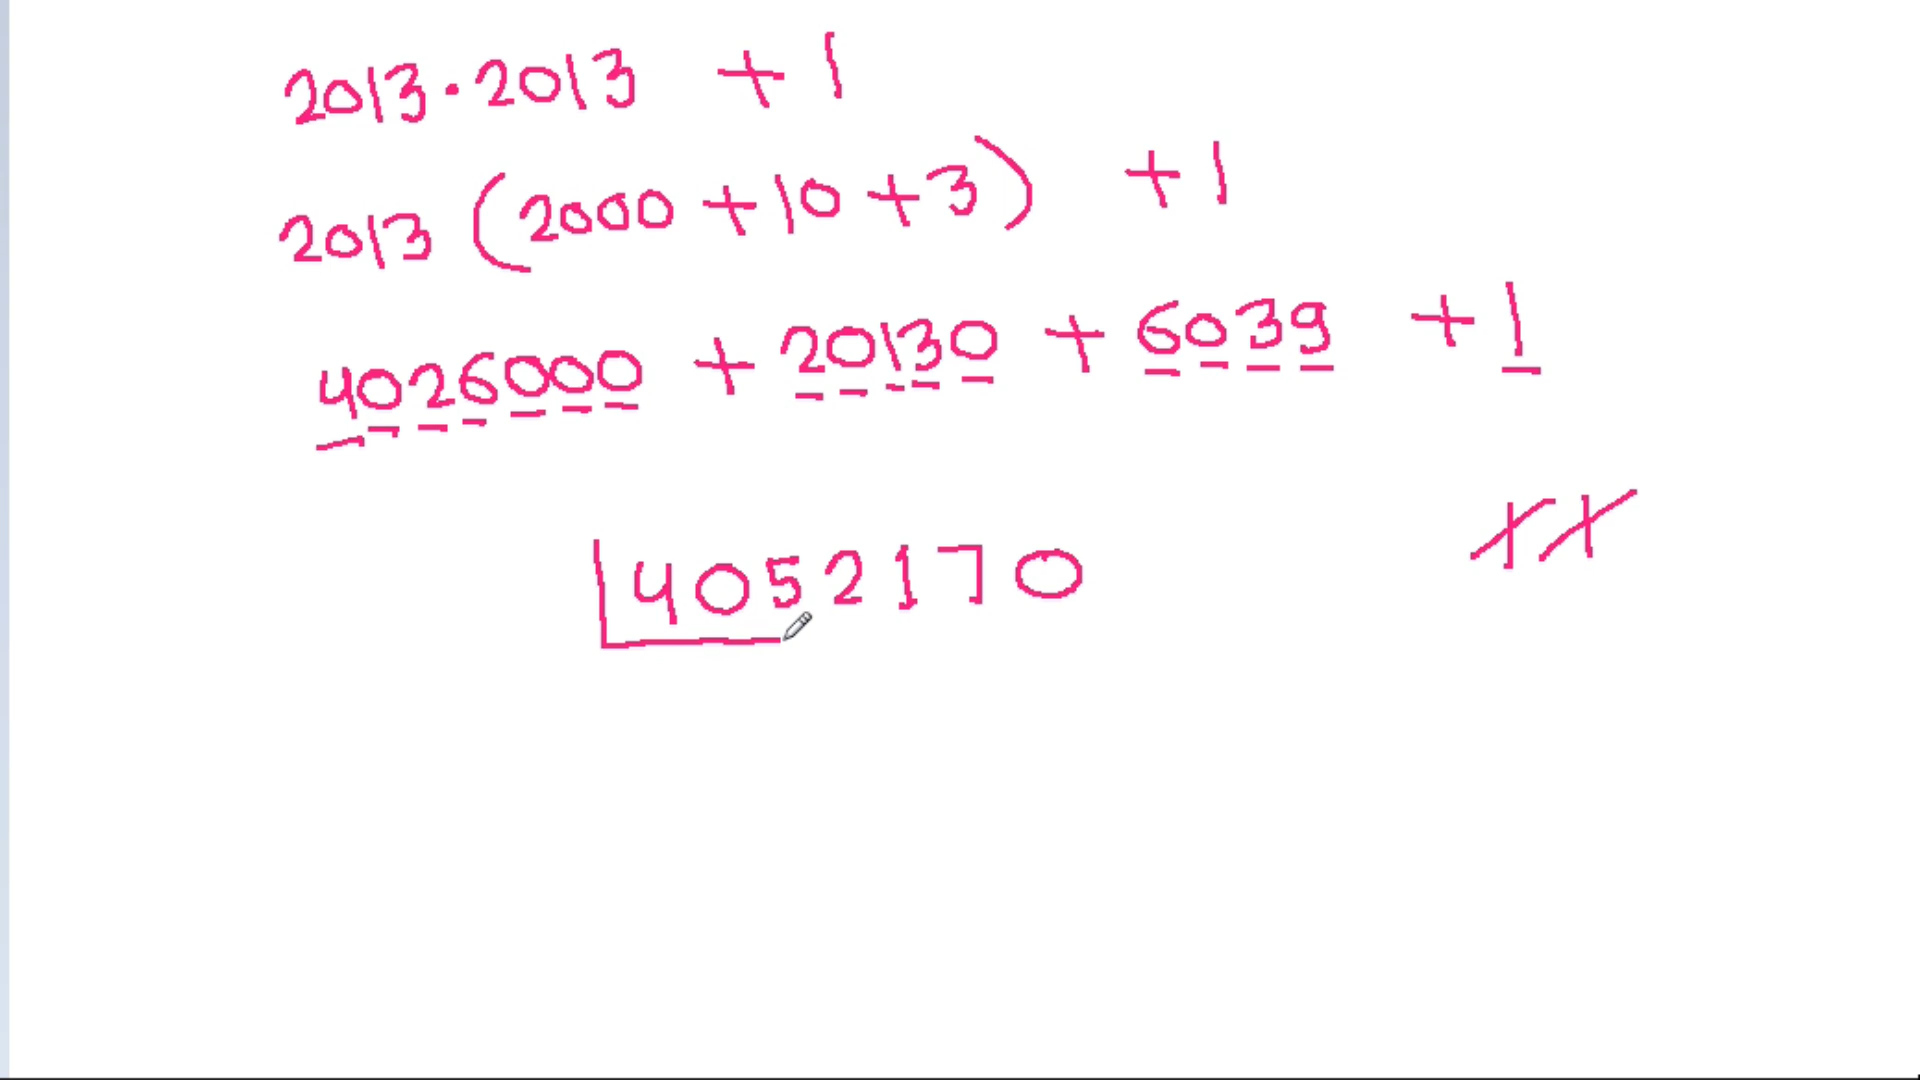 2013·2013 + 1
2013 (2000 + 10 + 3) + 1
4026000 + 20130 + 6039 + 1
4052170